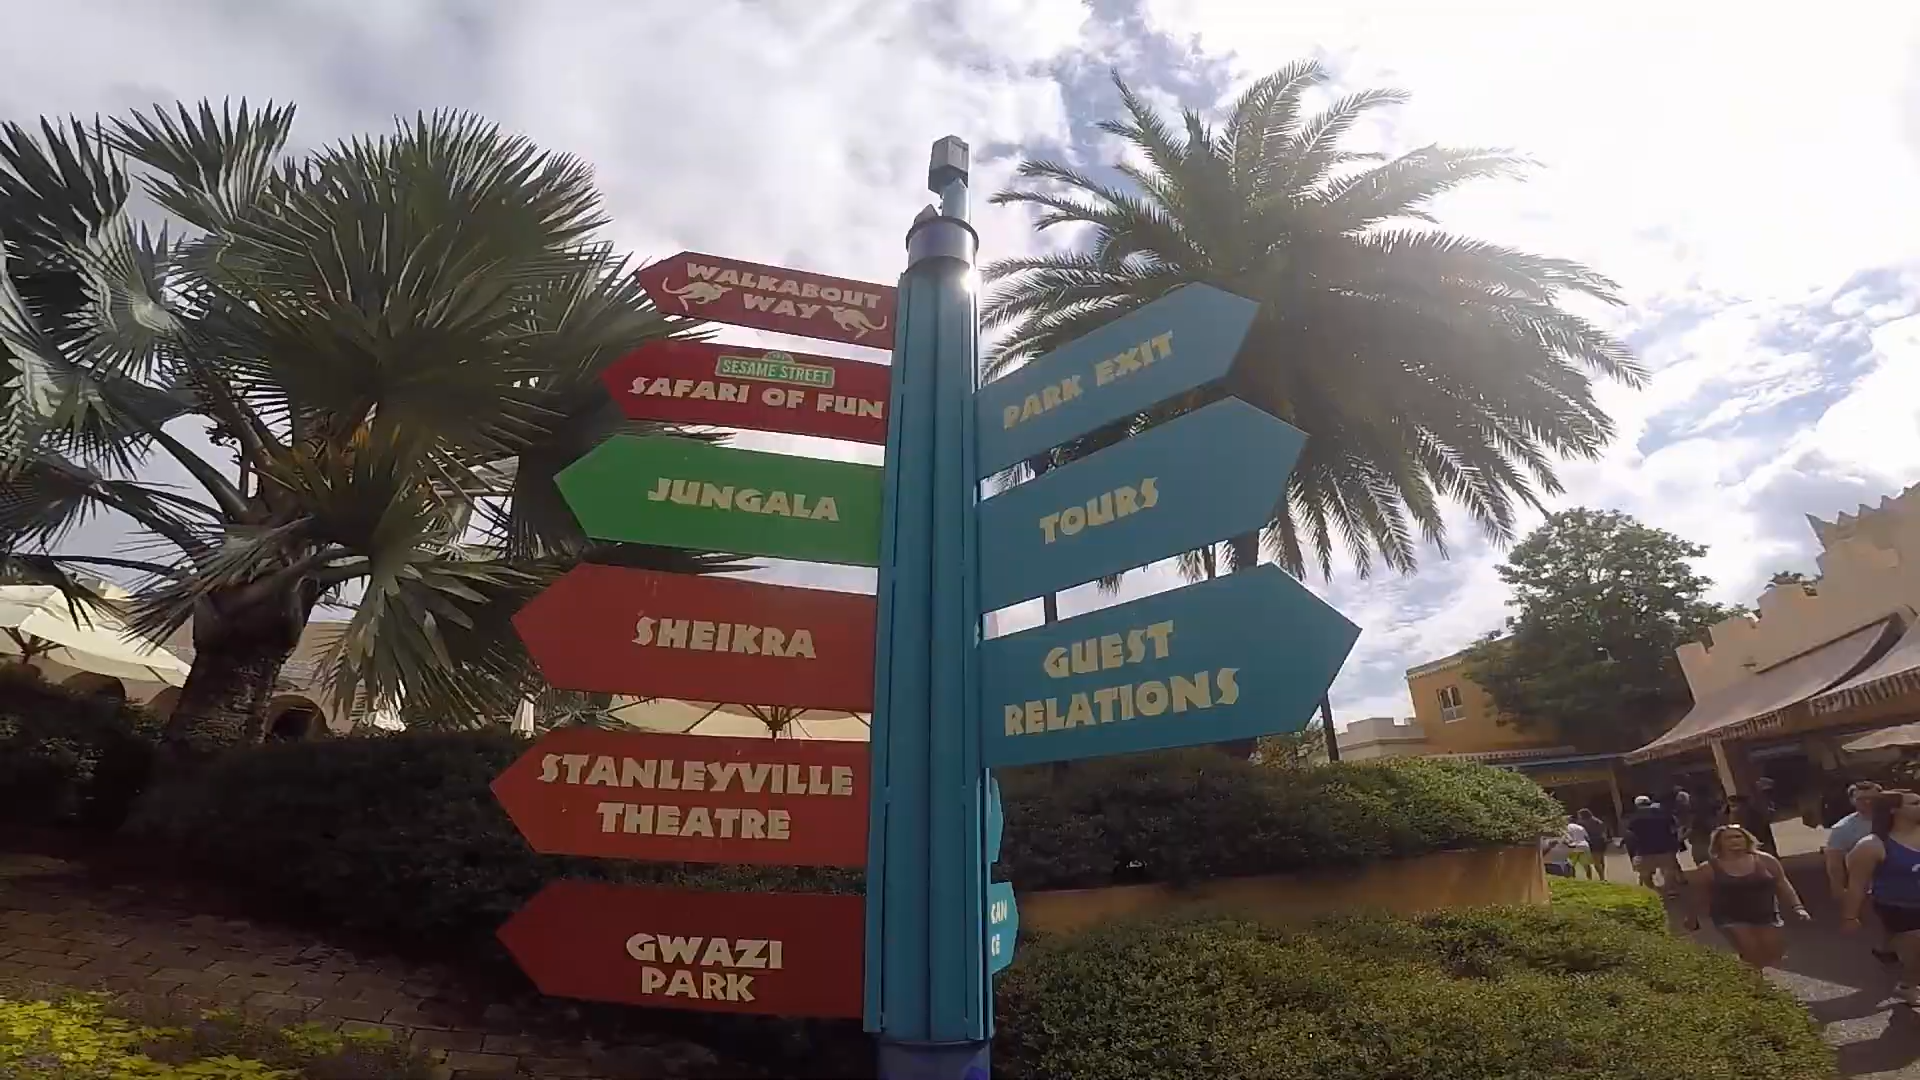 WALKABOUT
WAY
SESAME STREET
SAFARI OF FUN
JUNGALA
SHEIKRA
STANLEYVILLE
THEATRE
GWAZI
PARK
PARK EXIT
TOURS
GUEST
RELATIONS